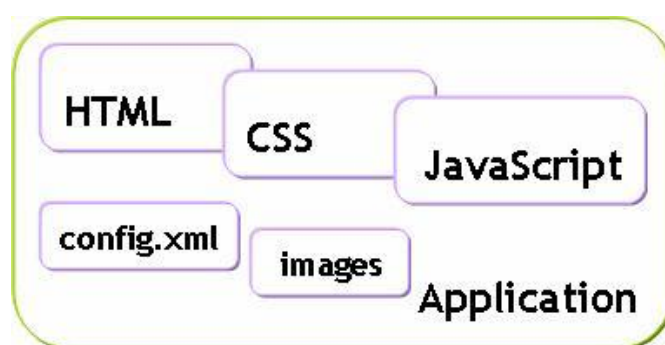 HTML
CSS
JavaScript
config.xml
images
Application